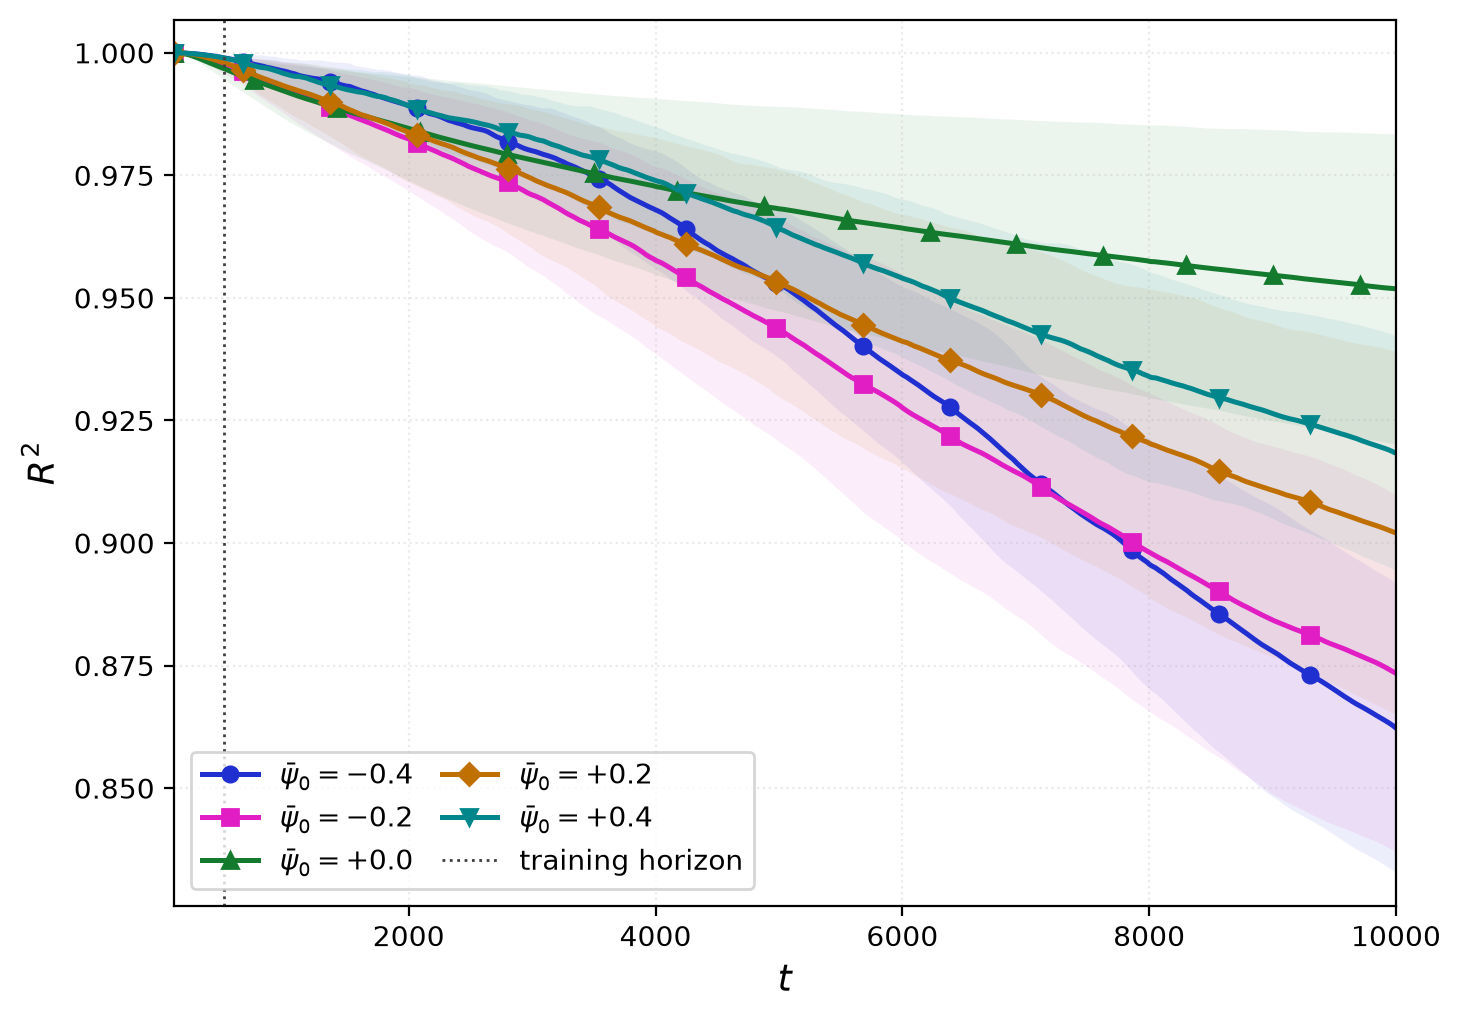 1.000
0.975
0.950
0.925
0.900
0.875
0.850
R²
ψ̄₀ = −0.4
ψ̄₀ = −0.2
ψ̄₀ = +0.0
ψ̄₀ = +0.2
ψ̄₀ = +0.4
training horizon
2000 4000 6000 8000 10000
t